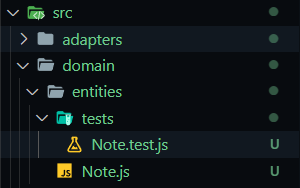 src
adapters
domain
entities
tests
Note.test.js U
JS Note.js U